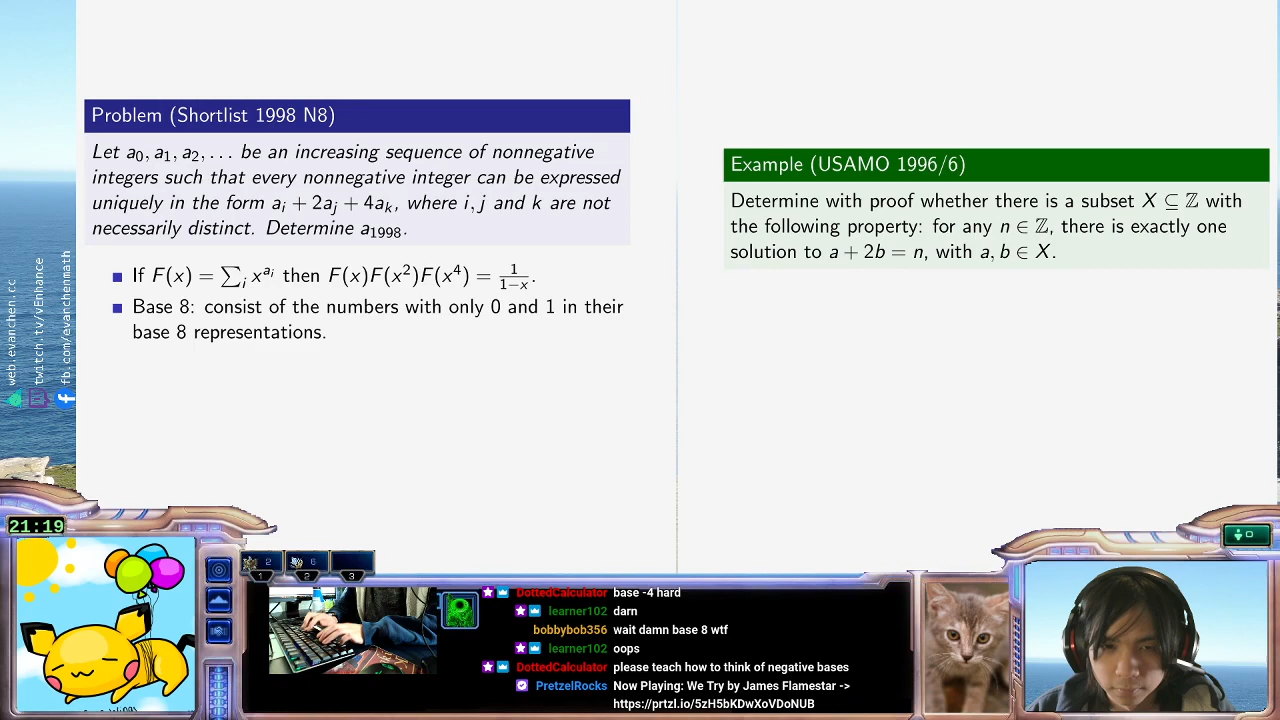 Problem (Shortlist 1998 N8)
Let a₀, a₁, a₂, . . . be an increasing sequence of nonnegative
integers such that every nonnegative integer can be expressed
uniquely in the form aᵢ + 2aⱼ + 4aₖ, where i, j and k are not
necessarily distinct. Determine a₁₉₉₈.
If F(x) = ∑ᵢ x^{aᵢ} then F(x)F(x²)F(x⁴) = 1/(1−x).
Base 8: consist of the numbers with only 0 and 1 in their
base 8 representations.
Example (USAMO 1996/6)
Determine with proof whether there is a subset X ⊆ ℤ with
the following property: for any n ∈ ℤ, there is exactly one
solution to a + 2b = n, with a, b ∈ X.
web.evanchen.cc
twitch.tv/vEnhance
fb.com/evanchenmath
21:19
2
6
1
2
3
0
DottedCalculator base -4 hard
learner102 darn
bobbybob356 wait damn base 8 wtf
learner102 oops
DottedCalculator please teach how to think of negative bases
PretzelRocks Now Playing: We Try by James Flamestar ->
https://prtzl.io/5zH5bKDwXoVDoNUB